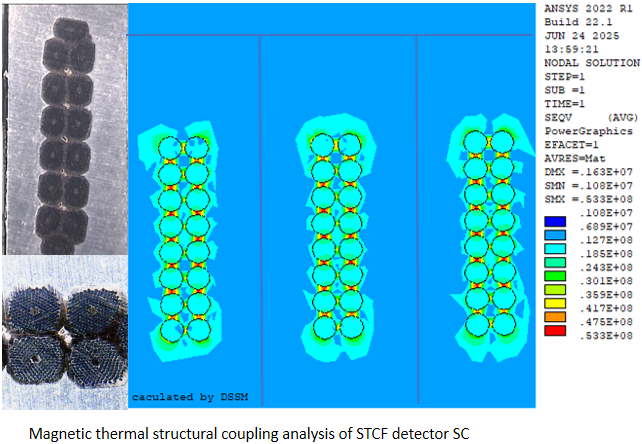 ANSYS 2022 R1
Build 22.1
JUN 24 2025
13:59:21
NODAL SOLUTION
STEP=1
SUB =1
TIME=1
SEQV     (AVG)
PowerGraphics
EFACET=1
AVRES=Mat
DMX =.163E+07
SMN =.108E+07
SMX =.533E+08
.108E+07
.689E+07
.127E+08
.185E+08
.243E+08
.301E+08
.359E+08
.417E+08
.475E+08
.533E+08
caculated by DSSM
Magnetic thermal structural coupling analysis of STCF detector SC